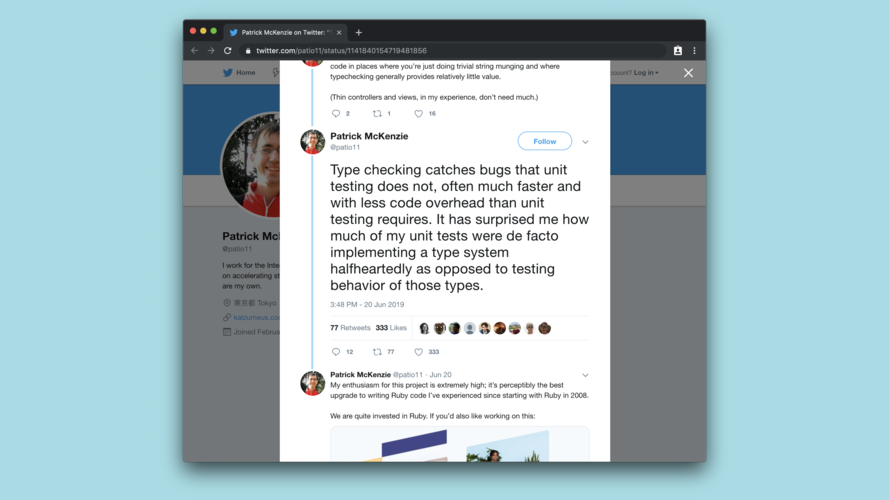 Patrick McKenzie on Twitter: "
twitter.com/patio11/status/1141840154719481856
Home
account? Log in
code in places where you're just doing trivial string munging and where
typechecking generally provides relatively little value.
(Thin controllers and views, in my experience, don't need much.)
2 1 16
Patrick McKenzie
@patio11
Follow
Type checking catches bugs that unit
testing does not, often much faster and
with less code overhead than unit
testing requires. It has surprised me how
much of my unit tests were de facto
implementing a type system
halfheartedly as opposed to testing
behavior of those types.
3:48 PM - 20 Jun 2019
77 Retweets 333 Likes
12 77 333
Patrick McKenzie @patio11 · Jun 20
My enthusiasm for this project is extremely high; it's perceptibly the best
upgrade to writing Ruby code I've experienced since starting with Ruby in 2008.
We are quite invested in Ruby. If you'd also like working on this:
Patrick McK
@patio11
I work for the Inte
on accelerating st
are my own.
東京都 Tokyo
kalzumeus.co
Joined Februa